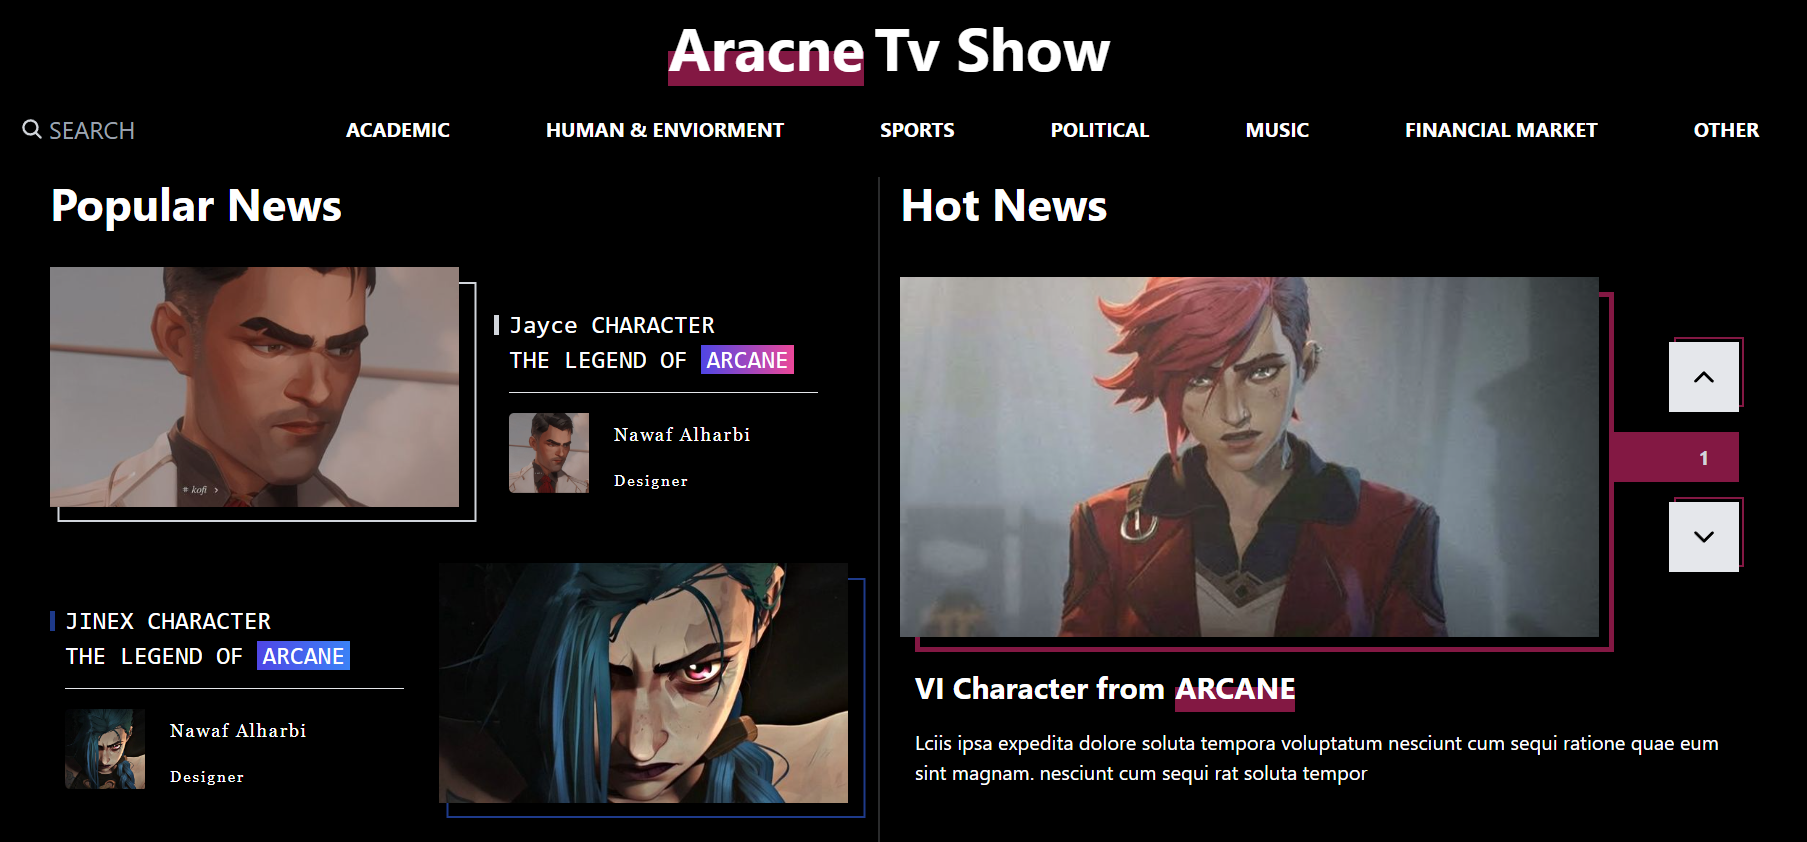 Aracne Tv Show
SEARCH
ACADEMIC
HUMAN & ENVIORMENT
SPORTS
POLITICAL
MUSIC
FINANCIAL MARKET
OTHER
Popular News
Jayce CHARACTER
THE LEGEND OF ARCANE
Nawaf Alharbi
Designer
kofi
JINEX CHARACTER
THE LEGEND OF ARCANE
Nawaf Alharbi
Designer
Hot News
1
VI Character from ARCANE
Lciis ipsa expedita dolore soluta tempora voluptatum nesciunt cum sequi ratione quae eum
sint magnam. nesciunt cum sequi rat soluta tempor